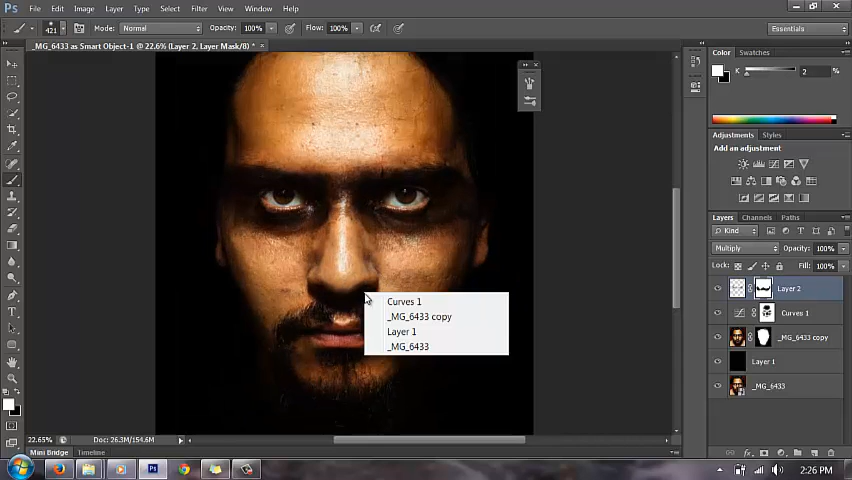 Ps File Edit Image Layer Type Select Filter View Window Help
421 Mode: Normal Opacity: 100% Flow: 100% Essentials
_MG_6433 as Smart Object-1 @ 22.6% (Layer 2, Layer Mask/8) * ×
Color Swatches
K 2 %
Adjustments Styles
Add an adjustment
Layers Channels Paths
Kind
Multiply Opacity: 100%
Lock: Fill: 100%
Layer 2
Curves 1
_MG_6433 copy
Layer 1
_MG_6433
Curves 1
_MG_6433 copy
Layer 1
_MG_6433
22.65% Doc: 26.3M/154.6M
Mini Bridge Timeline
Ps 2:26 PM